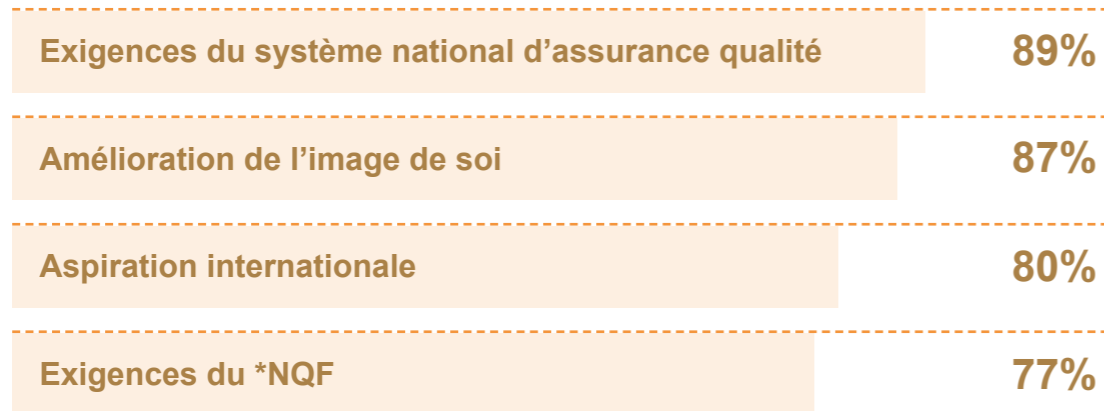 Exigences du système national d’assurance qualité 89%
Amélioration de l’image de soi 87%
Aspiration internationale 80%
Exigences du *NQF 77%